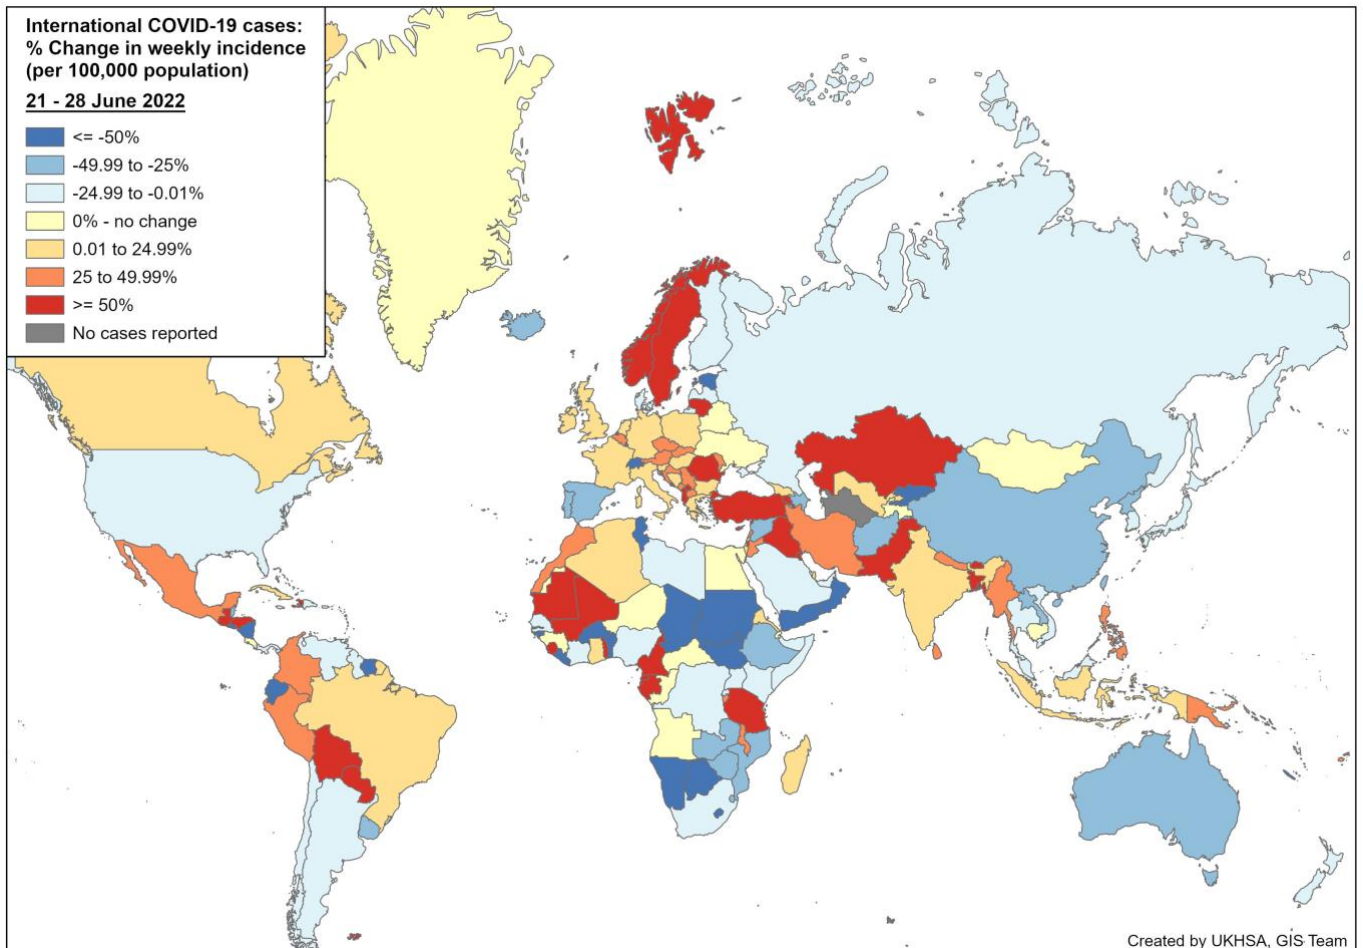 International COVID-19 cases:
% Change in weekly incidence
(per 100,000 population)
21 - 28 June 2022
<= -50%
-49.99 to -25%
-24.99 to -0.01%
0% - no change
0.01 to 24.99%
25 to 49.99%
>= 50%
No cases reported
Created by UKHSA, GIS Team